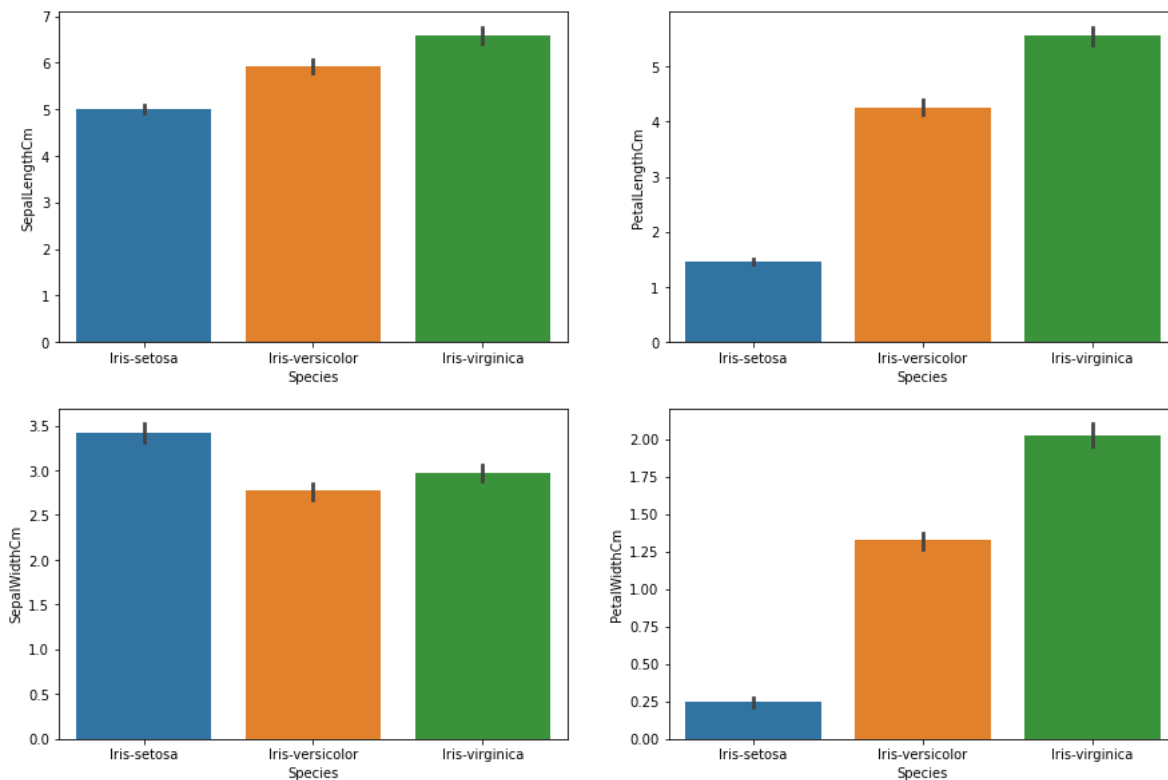 SepalLengthCm
7
6
5
4
3
2
1
0
Iris-setosa Iris-versicolor Iris-virginica
Species
PetalLengthCm
5
4
3
2
1
0
Iris-setosa Iris-versicolor Iris-virginica
Species
SepalWidthCm
3.5
3.0
2.5
2.0
1.5
1.0
0.5
0.0
Iris-setosa Iris-versicolor Iris-virginica
Species
PetalWidthCm
2.00
1.75
1.50
1.25
1.00
0.75
0.50
0.25
0.00
Iris-setosa Iris-versicolor Iris-virginica
Species